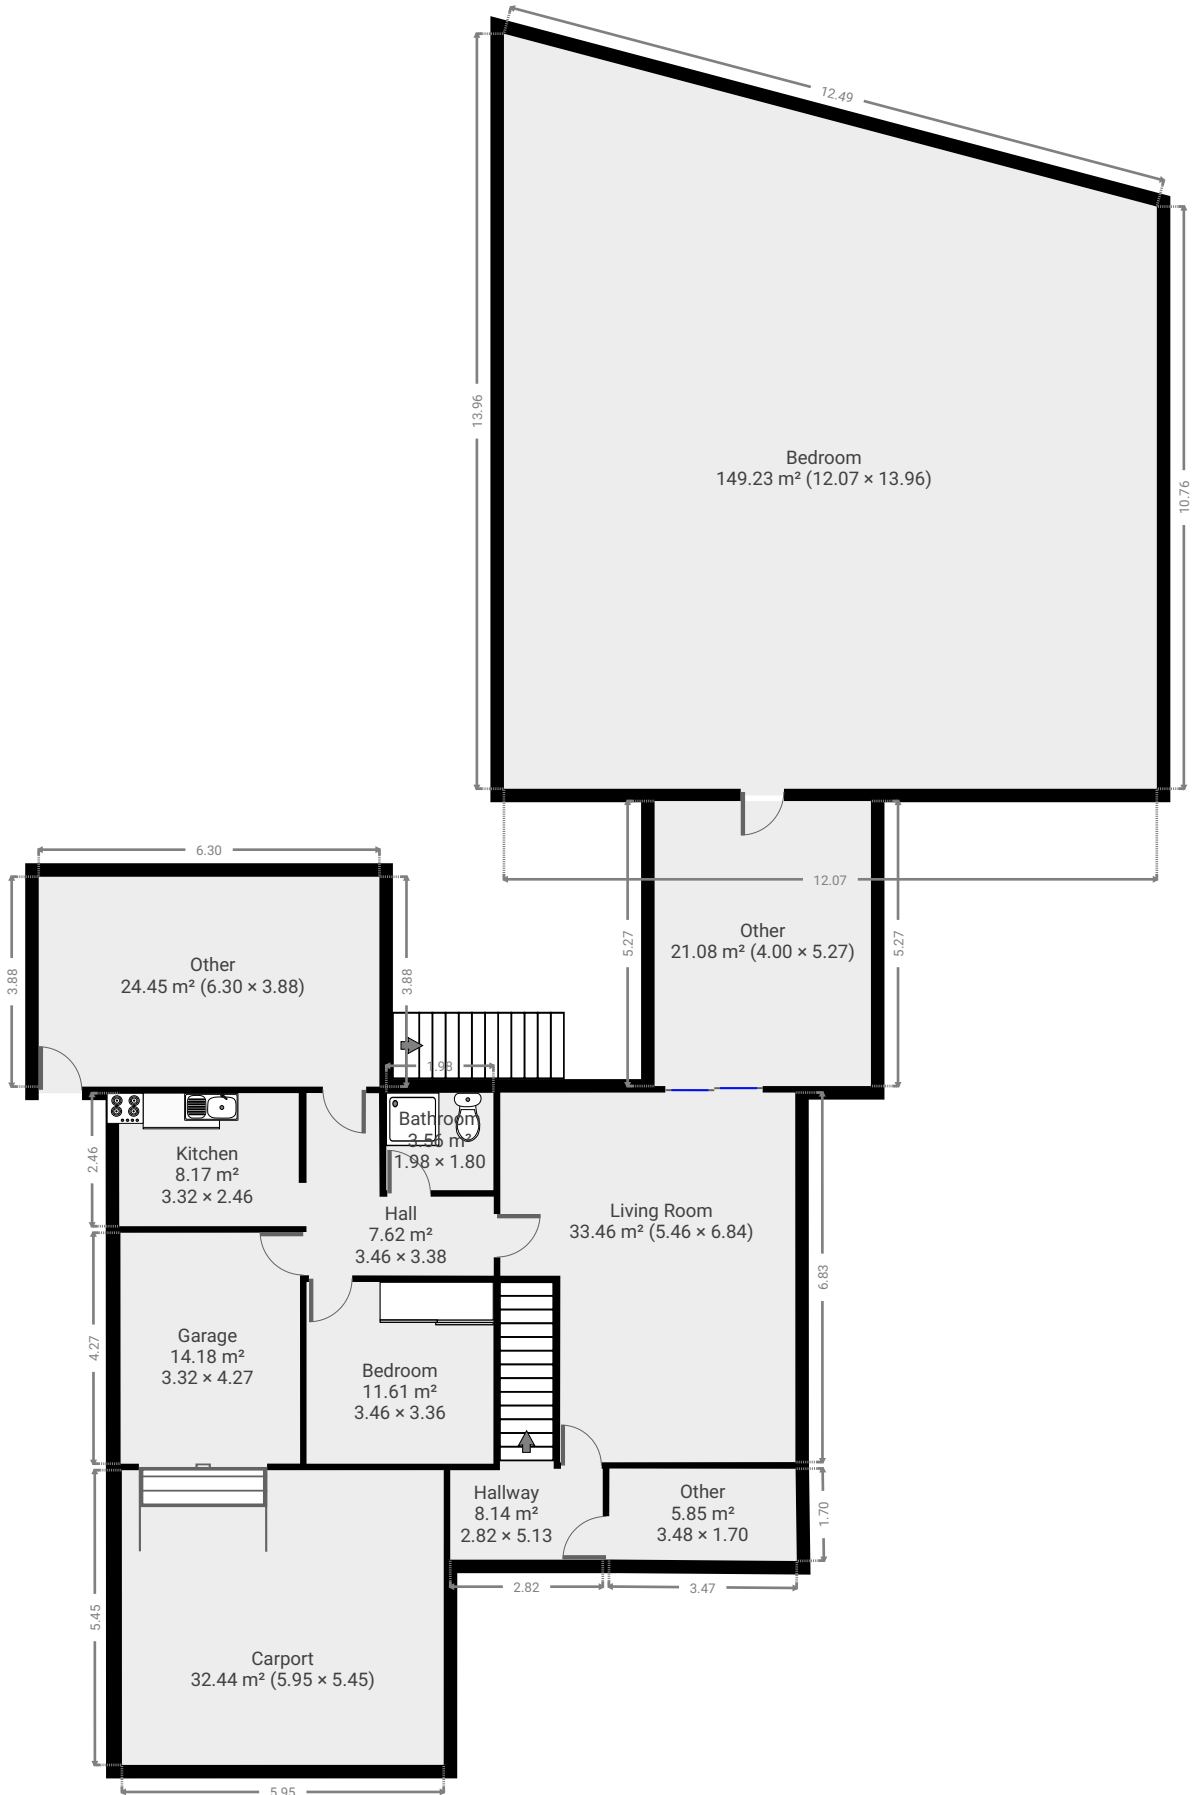 12.49
13.96
10.76
Bedroom
149.23 m² (12.07 × 13.96)
12.07
6.30
3.88
3.88
Other
24.45 m² (6.30 × 3.88)
5.27
5.27
Other
21.08 m² (4.00 × 5.27)
1.98
Bathroom
3.56 m²
1.98 × 1.80
2.46
Kitchen
8.17 m²
3.32 × 2.46
Hall
7.62 m²
3.46 × 3.38
Living Room
33.46 m² (5.46 × 6.84)
6.83
4.27
Garage
14.18 m²
3.32 × 4.27
Bedroom
11.61 m²
3.46 × 3.36
Hallway
8.14 m²
2.82 × 5.13
Other
5.85 m²
3.48 × 1.70
1.70
2.82
3.47
5.45
Carport
32.44 m² (5.95 × 5.45)
5.95